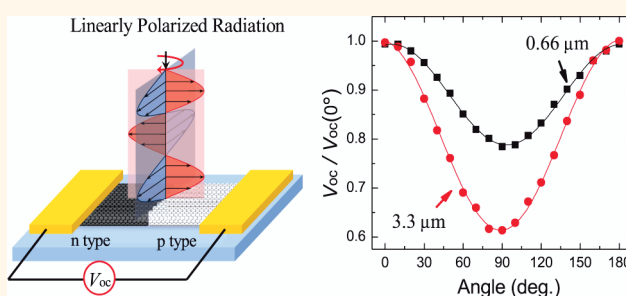 Linearly Polarized Radiation
n type
p type
Voc
Voc / Voc(0°)
1.0
0.9
0.8
0.7
0.6
0.66 μm
3.3 μm
0 30 60 90 120 150 180
Angle (deg.)